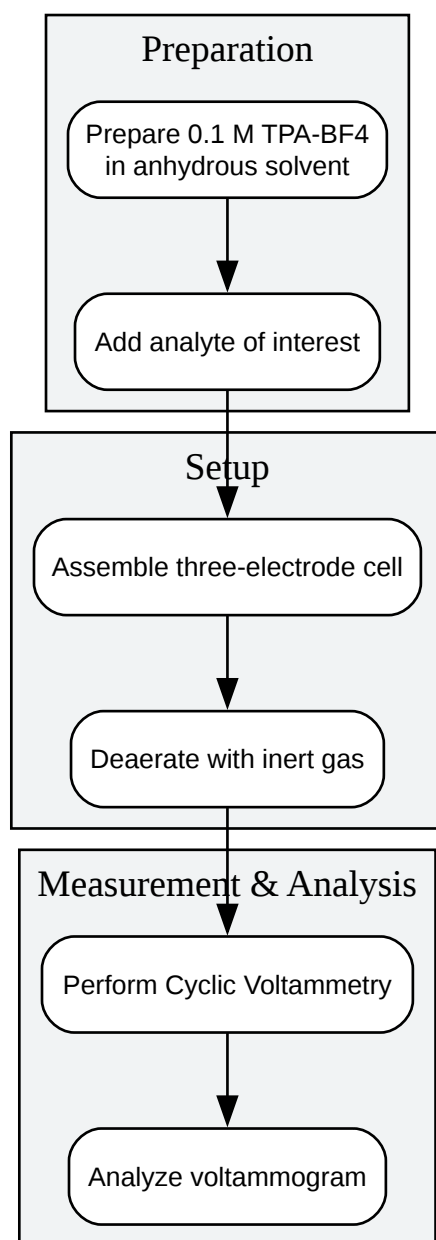 Preparation
Prepare 0.1 M TPA-BF4
in anhydrous solvent
Add analyte of interest
Setup
Assemble three-electrode cell
Deaerate with inert gas
Measurement & Analysis
Perform Cyclic Voltammetry
Analyze voltammogram